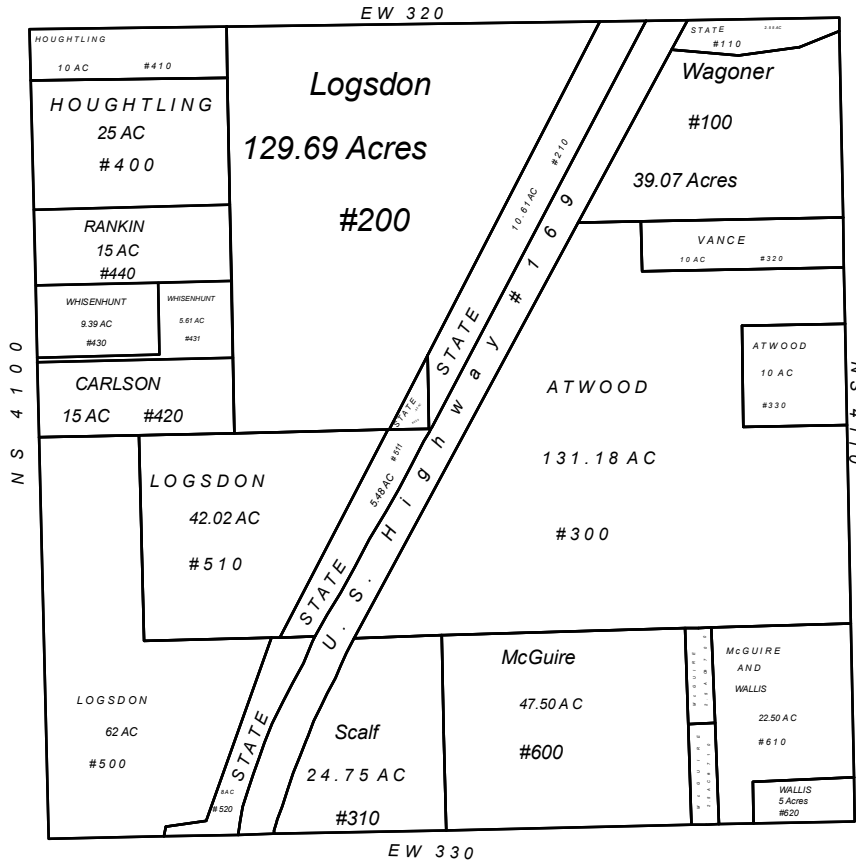 EW 320
HOUGHTLING
10 AC #410
HOUGHTLING
25 AC
#400
RANKIN
15 AC
#440
WHISENHUNT
9.39 AC
#430
WHISENHUNT
5.61 AC
#431
CARLSON
15 AC #420
NS 4100
Logsdon
129.69 Acres
#200
10.61 AC #210
STATE
STATE
STATE
#110
Wagoner
#100
39.07 Acres
VANCE
10 AC #320
ATWOOD
10 AC
#330
NS 4110
ATWOOD
131.18 AC
#300
U.S. Highway #169
LOGSDON
42.02 AC
#510
5.48 AC #511
STATE
LOGSDON
62 AC
#500
STATE
#520
Scalf
24.75 AC
#310
McGuire
47.50 AC
#600
MCGUIRE
MCGUIRE
McGUIRE
AND
WALLIS
22.50 AC
#610
WALLIS
5 Acres
#620
EW 330